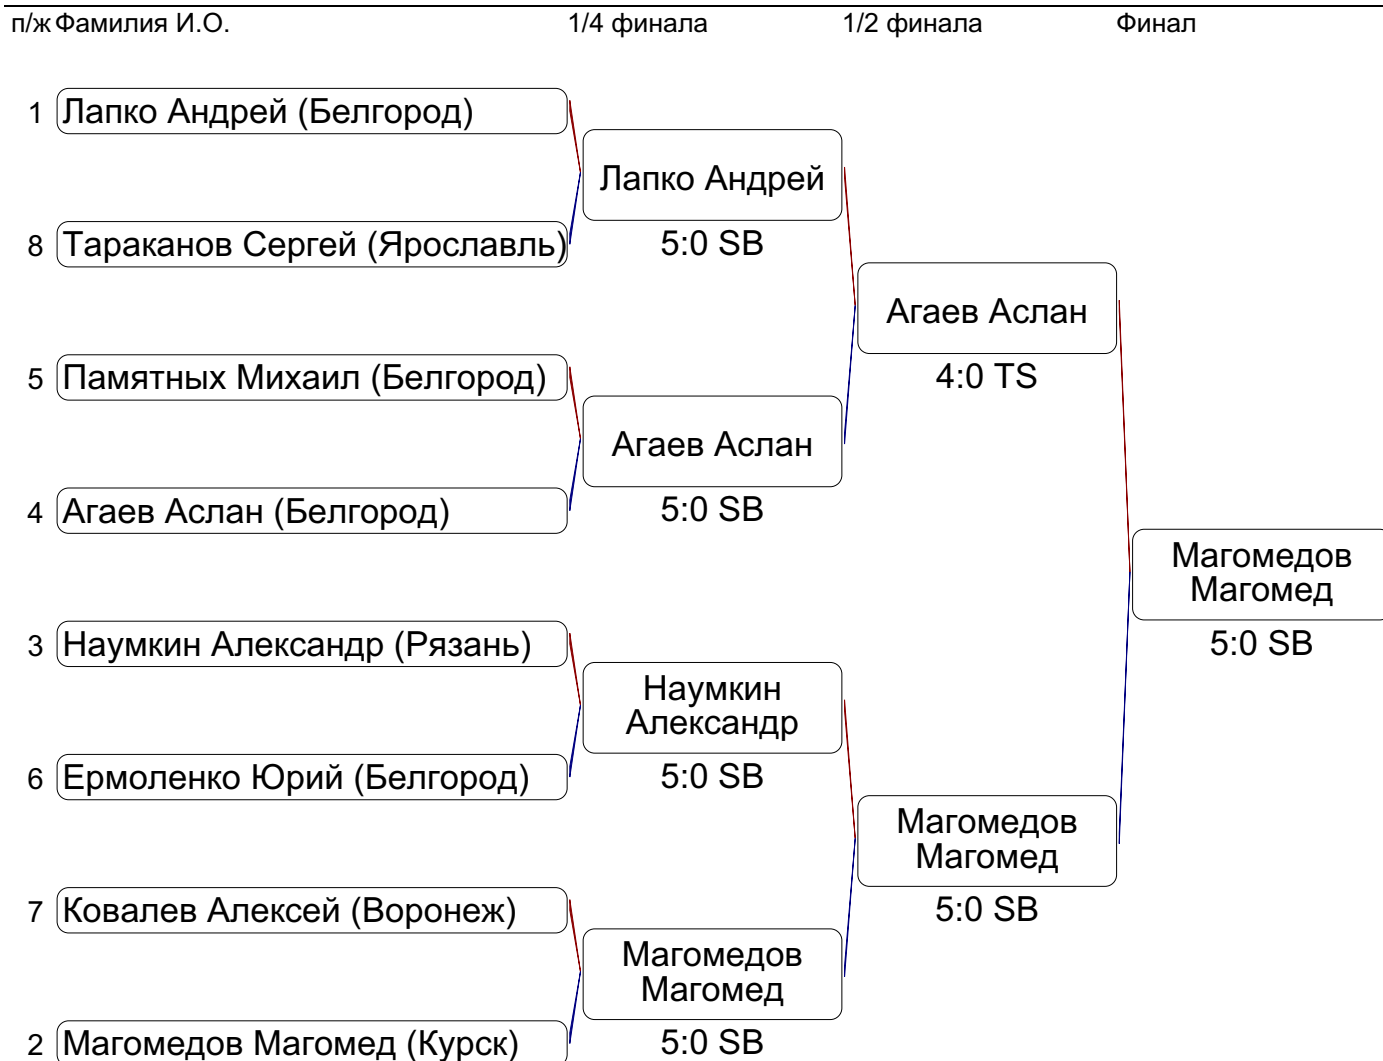 п/ж Фамилия И.О. 1/4 финала 1/2 финала Финал
1 Лапко Андрей (Белгород)
Лапко Андрей
8 Тараканов Сергей (Ярославль) 5:0 SB
Агаев Аслан
5 Памятных Михаил (Белгород) 4:0 TS
Агаев Аслан
4 Агаев Аслан (Белгород) 5:0 SB
Магомедов
Магомед
3 Наумкин Александр (Рязань) 5:0 SB
Наумкин
Александр
6 Ермоленко Юрий (Белгород) 5:0 SB
Магомедов
Магомед
7 Ковалев Алексей (Воронеж) 5:0 SB
Магомедов
Магомед
2 Магомедов Магомед (Курск) 5:0 SB